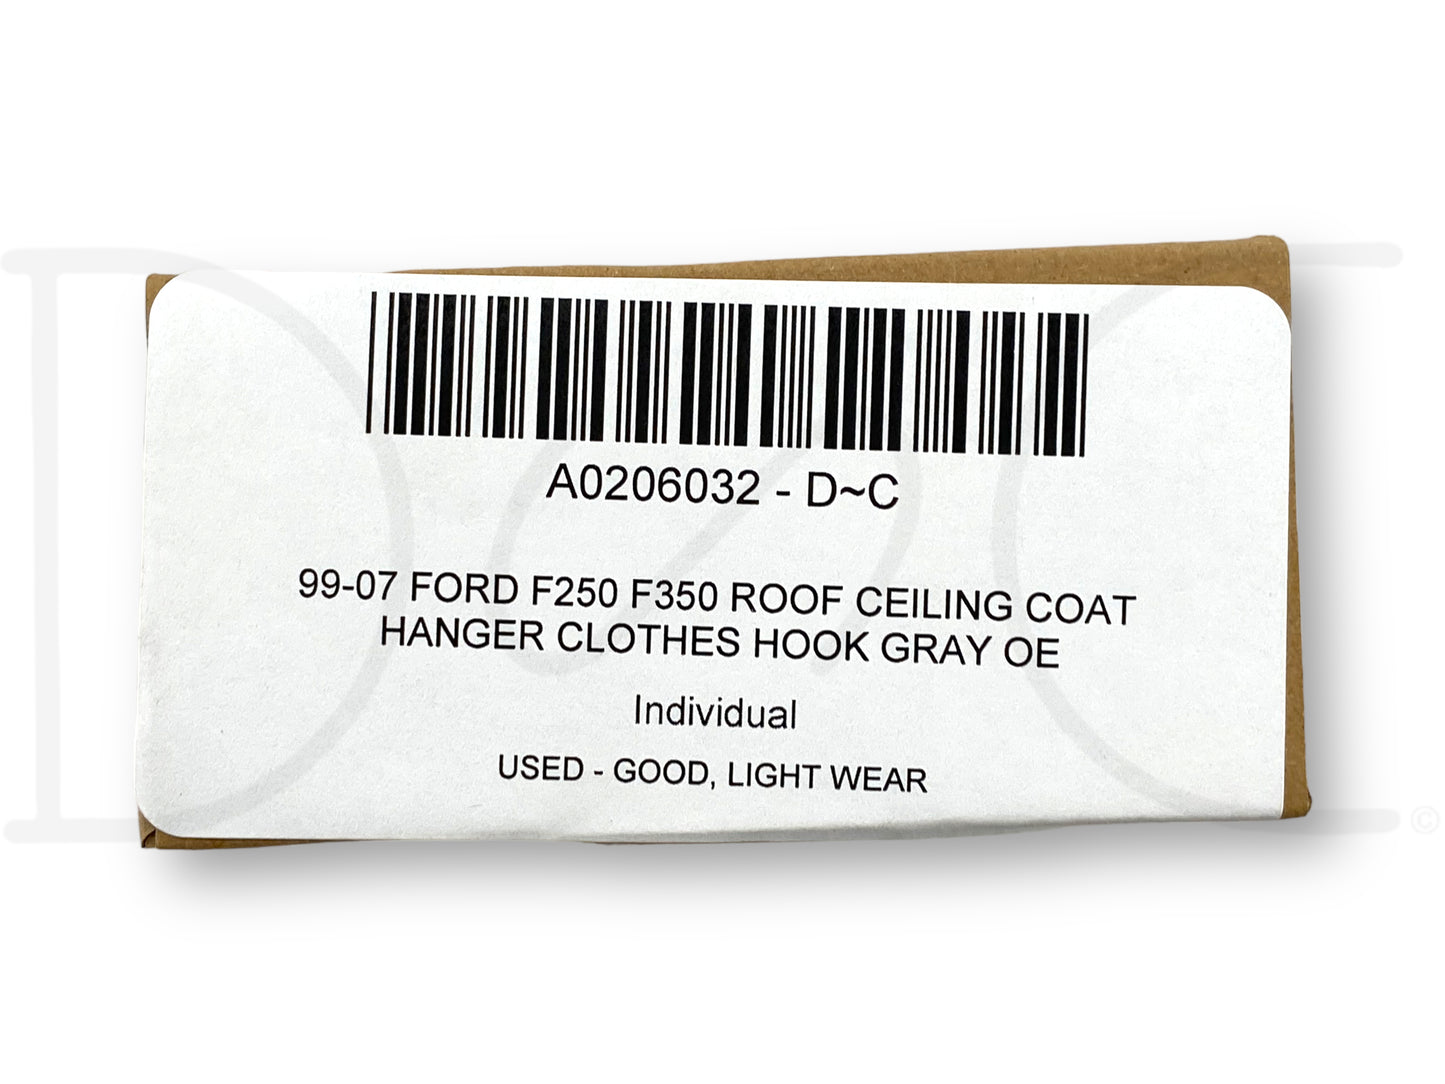 A0206032 - D~C
99-07 FORD F250 F350 ROOF CEILING COAT
HANGER CLOTHES HOOK GRAY OE
Individual
USED - GOOD, LIGHT WEAR
D~C ©